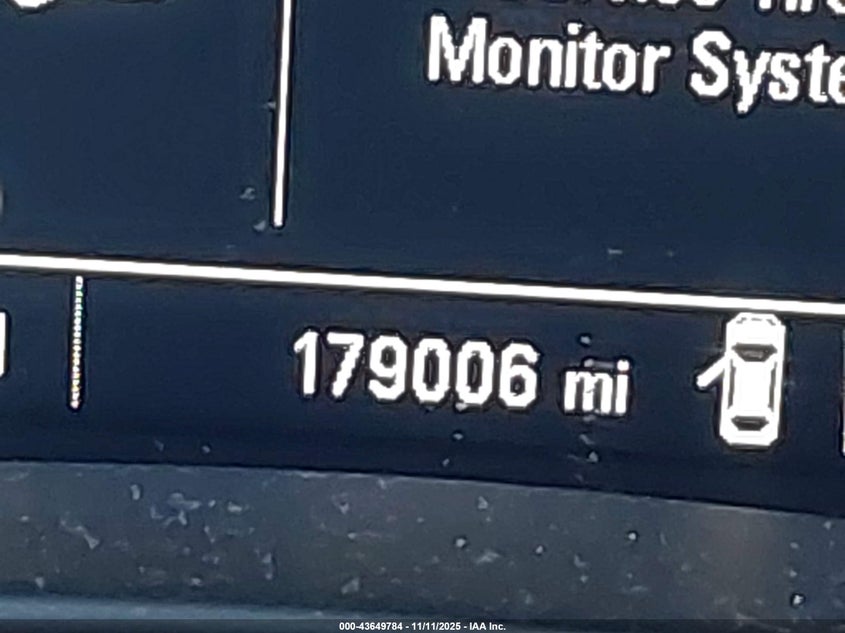 Monitor Syste
179006 mi
000-43649784 - 11/11/2025 - IAA Inc.